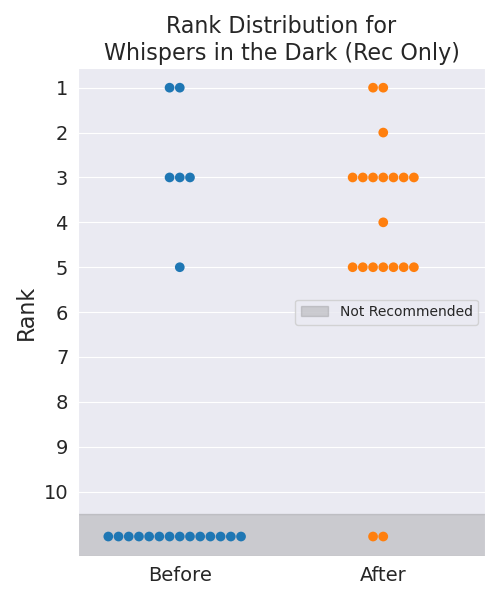 Rank Distribution for
Whispers in the Dark (Rec Only)
Rank
1
2
3
4
5
6
7
8
9
10
Not Recommended
Before
After